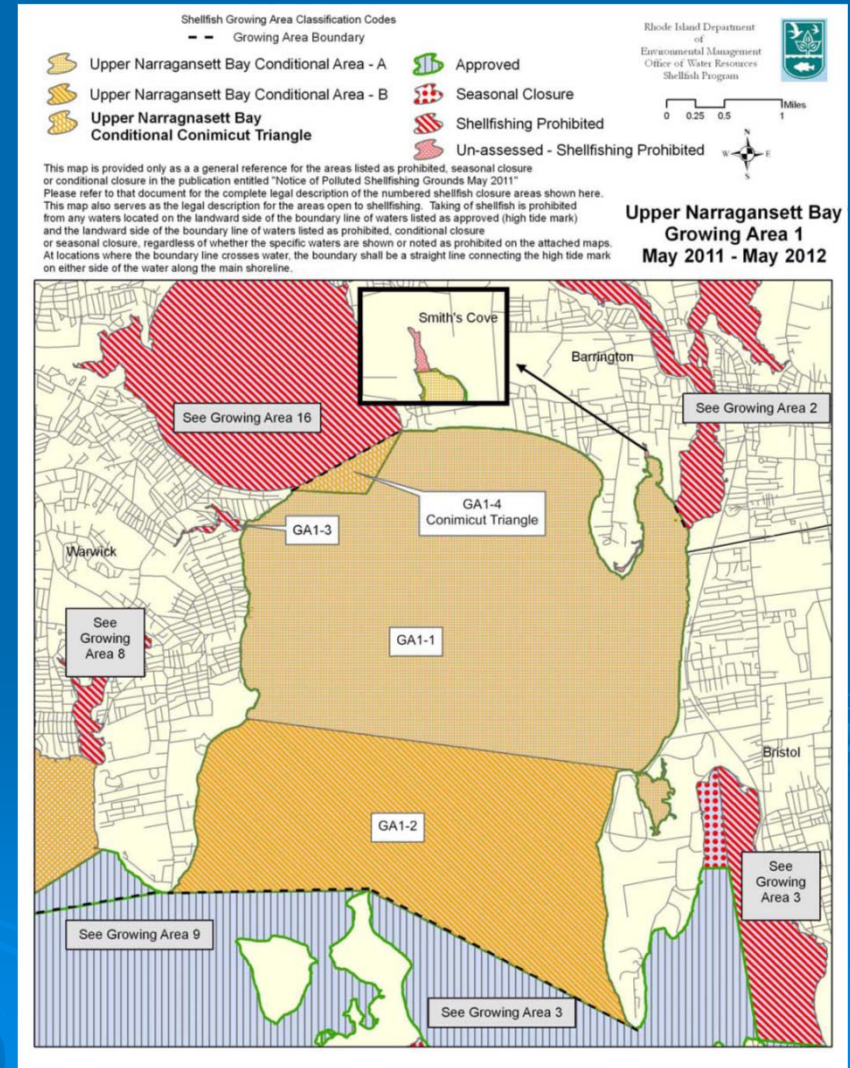 Shellfish Growing Area Classification Codes
Growing Area Boundary
Upper Narragansett Bay Conditional Area - A
Upper Narragansett Bay Conditional Area - B
Upper Narragnasett Bay
Conditional Conimicut Triangle
Approved
Seasonal Closure
Shellfishing Prohibited
Un-assessed - Shellfishing Prohibited
Rhode Island Department
of
Environmental Management
Office of Water Resources
Shellfish Program
Miles
0 0.25 0.5 1
N
W E
S
This map is provided only as a a general reference for the areas listed as prohibited, seasonal closure
or conditional closure in the publication entitled "Notice of Polluted Shellfishing Grounds May 2011"
Please refer to that document for the complete legal description of the numbered shellfish closure areas shown here.
This map also serves as the legal description for the areas open to shellfishing. Taking of shellfish is prohibited
from any waters located on the landward side of the boundary line of waters listed as approved (high tide mark)
and the landward side of the boundary line of waters listed as prohibited, conditional closure
or seasonal closure, regardless of whether the specific waters are shown or noted as prohibited on the attached maps.
At locations where the boundary line crosses water, the boundary shall be a straight line connecting the high tide mark
on either side of the water along the main shoreline.
Upper Narragansett Bay
Growing Area 1
May 2011 - May 2012
Smith's Cove
Barrington
See Growing Area 16
See Growing Area 2
GA1-4
Conimicut Triangle
GA1-3
Warwick
See
Growing
Area 8
GA1-1
Bristol
GA1-2
See
Growing
Area 3
See Growing Area 9
See Growing Area 3